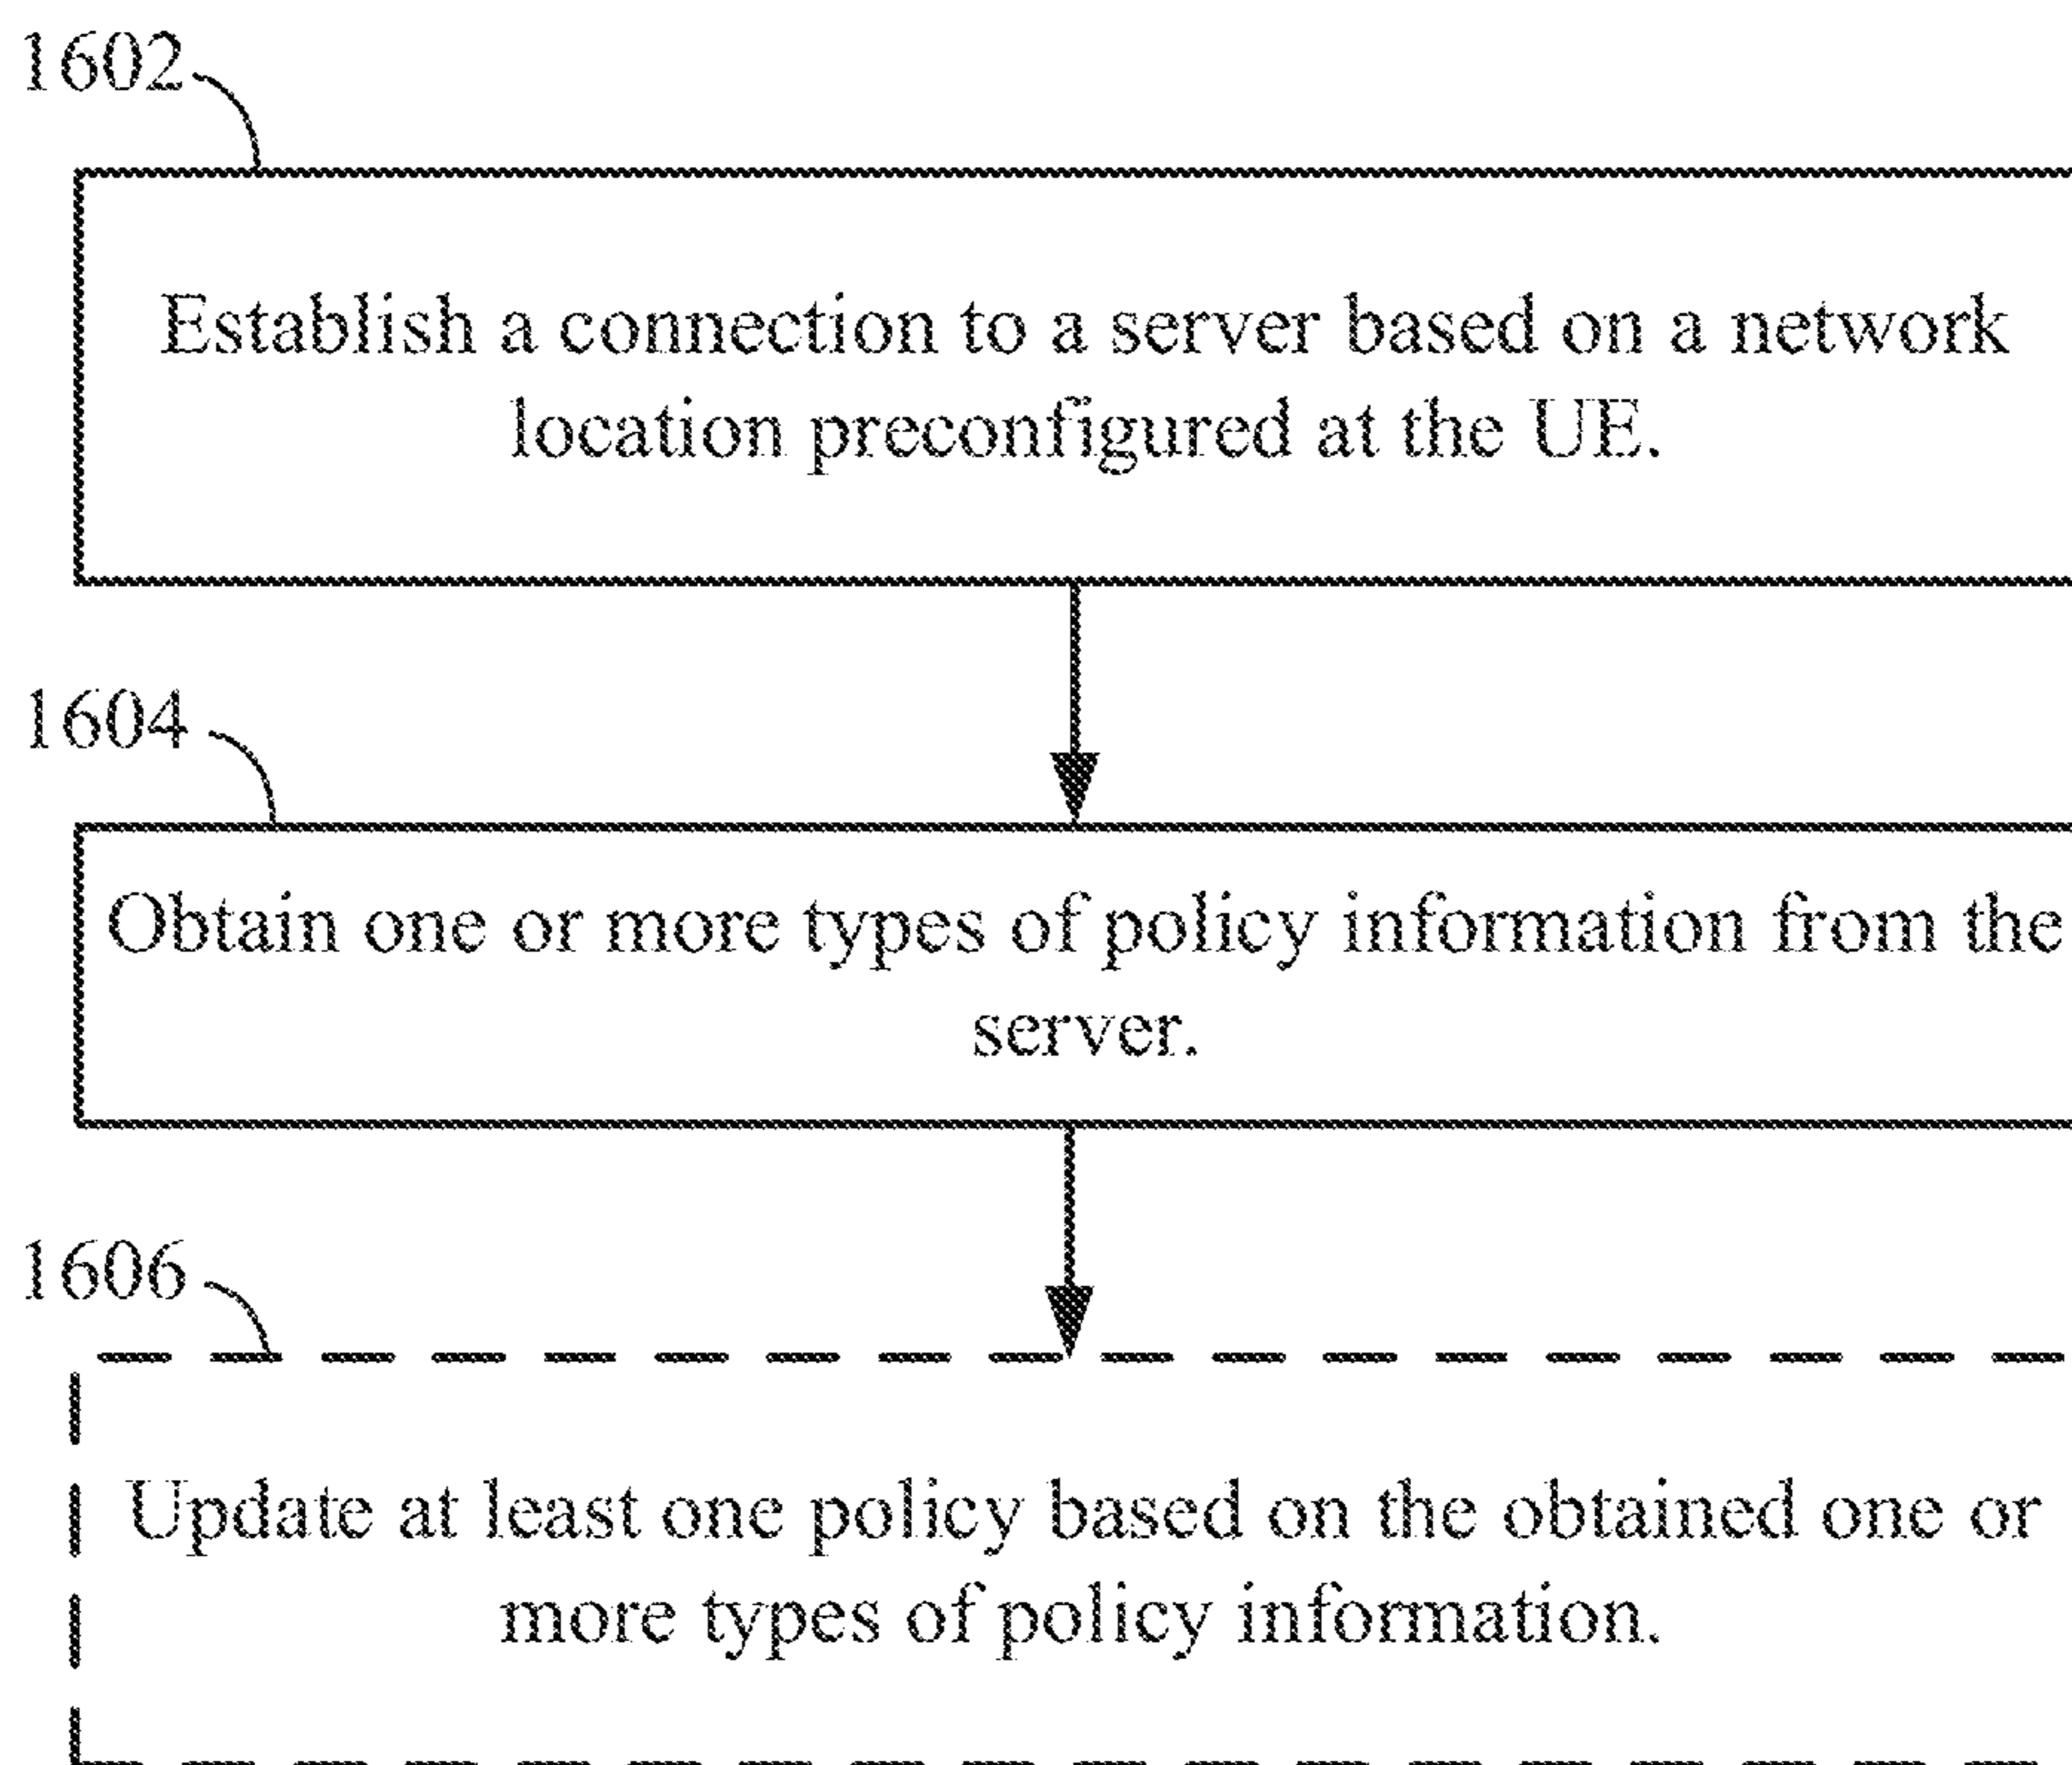 1602
Establish a connection to a server based on a network
location preconfigured at the UE.
1604
Obtain one or more types of policy information from the
server.
1606
Update at least one policy based on the obtained one or
more types of policy information.